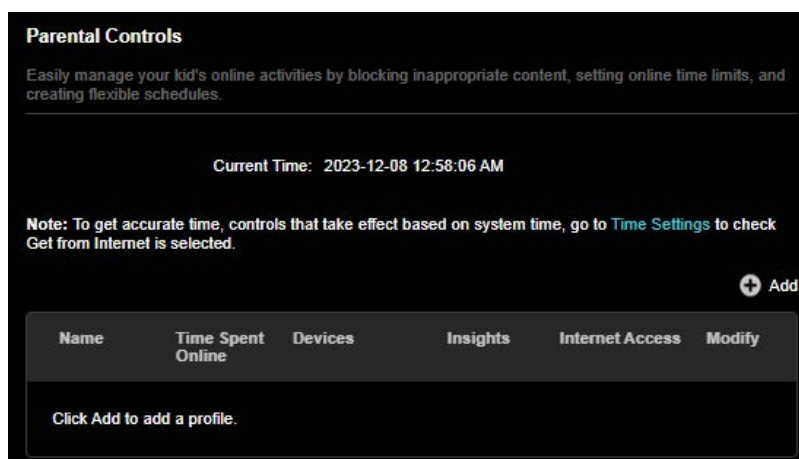 Parental Controls
Easily manage your kid's online activities by blocking inappropriate content, setting online time limits, and
creating flexible schedules.
Current Time: 2023-12-08 12:58:06 AM
Note: To get accurate time, controls that take effect based on system time, go to Time Settings to check
Get from Internet is selected.
Add
Name Time Spent Online Devices Insights Internet Access Modify
Click Add to add a profile.